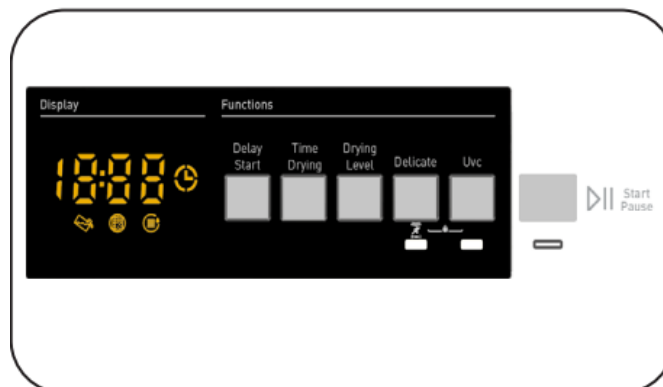 Display
Functions
Delay Start
Time Drying
Drying Level
Delicate
Uvc
18:88
Start
Pause